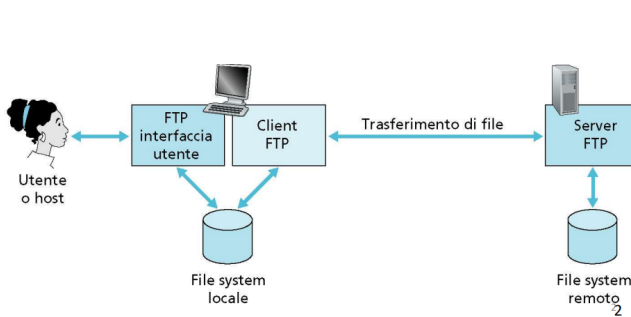 FTP
interfaccia
utente
Client
FTP
Trasferimento di file
Server
FTP
Utente
o host
File system
locale
File system
remoto
2